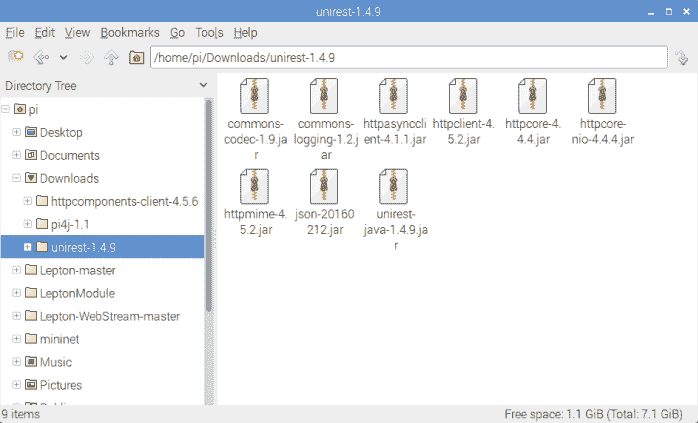 unirest-1.4.9
File Edit View Bookmarks Go Tools Help
/home/pi/Downloads/unirest-1.4.9
Directory Tree
pi
Desktop
Documents
Downloads
httpcomponents-client-4.5.6
pi4j-1.1
unirest-1.4.9
Lepton-master
LeptonModule
Lepton-WebStream-master
mininet
Music
Pictures
commons-
codec-1.9.ja
r
commons-
logging-1.2.j
ar
httpasyncc
lient-4.1.1.jar
httpclient-4.
5.2.jar
httpcore-4.
4.4.jar
httpcore-
nio-4.4.4.jar
httpmime-4.
5.2.jar
json-20160
212.jar
unirest-
java-1.4.9.ja
r
9 items
Free space: 1.1 GiB (Total: 7.1 GiB)